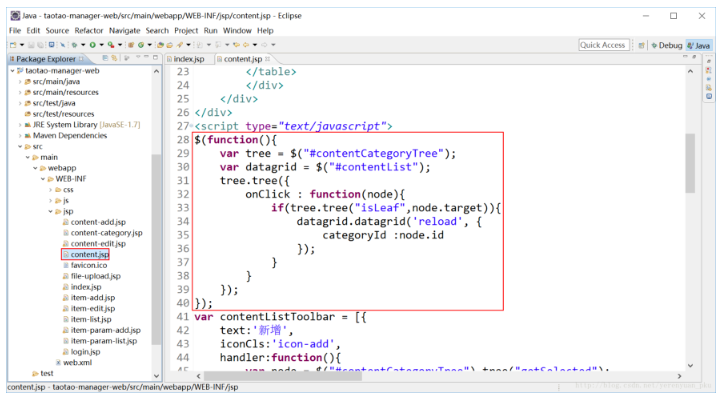 Java - taotao-manager-web/src/main/webapp/WEB-INF/jsp/content.jsp - Eclipse
File Edit Source Refactor Navigate Search Project Run Window Help
Quick Access
Debug
Java
Package Explorer
taotao-manager-web
src/main/java
src/main/resources
src/test/java
src/test/resources
JRE System Library [JavaSE-1.7]
Maven Dependencies
src
main
webapp
WEB-INF
css
js
jsp
content-add.jsp
content-category.jsp
content-edit.jsp
content.jsp
favicon.ico
file-upload.jsp
index.jsp
item-add.jsp
item-edit.jsp
item-list.jsp
item-param-add.jsp
item-param-list.jsp
login.jsp
web.xml
test
index.jsp
content.jsp
23 </table>
24 </div>
25 </div>
26 </div>
27 <script type="text/javascript">
28 $(function(){
29 var tree = $("#contentCategoryTree");
30 var datagrid = $("#contentList");
31 tree.tree({
32 onClick : function(node){
33 if(tree.tree("isLeaf",node.target)){
34 datagrid.datagrid('reload', {
35 categoryId :node.id
36 });
37 }
38 }
39 });
40 });
41 var contentListToolbar = [{
42 text:'新增',
43 iconCls:'icon-add',
44 handler:function(){
45 var node = $("#contentCategoryTree").tree("getSelected");
content.jsp - taotao-manager-web/src/main/webapp/WEB-INF/jsp